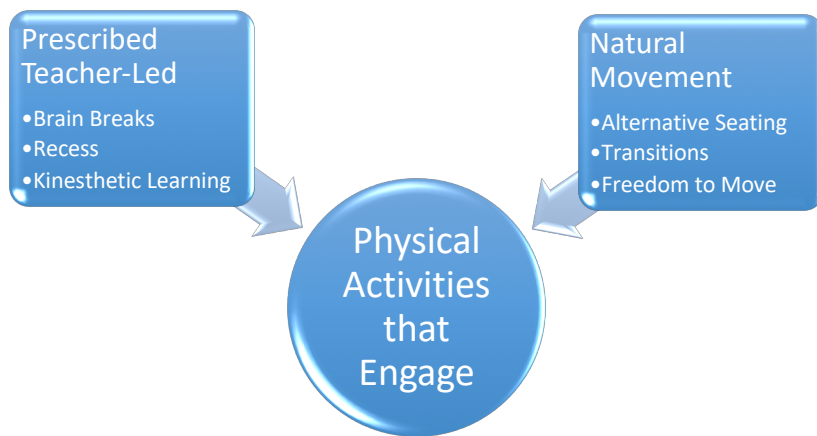 Prescribed
Teacher-Led
•Brain Breaks
•Recess
•Kinesthetic Learning
Natural
Movement
•Alternative Seating
•Transitions
•Freedom to Move
Physical
Activities
that
Engage